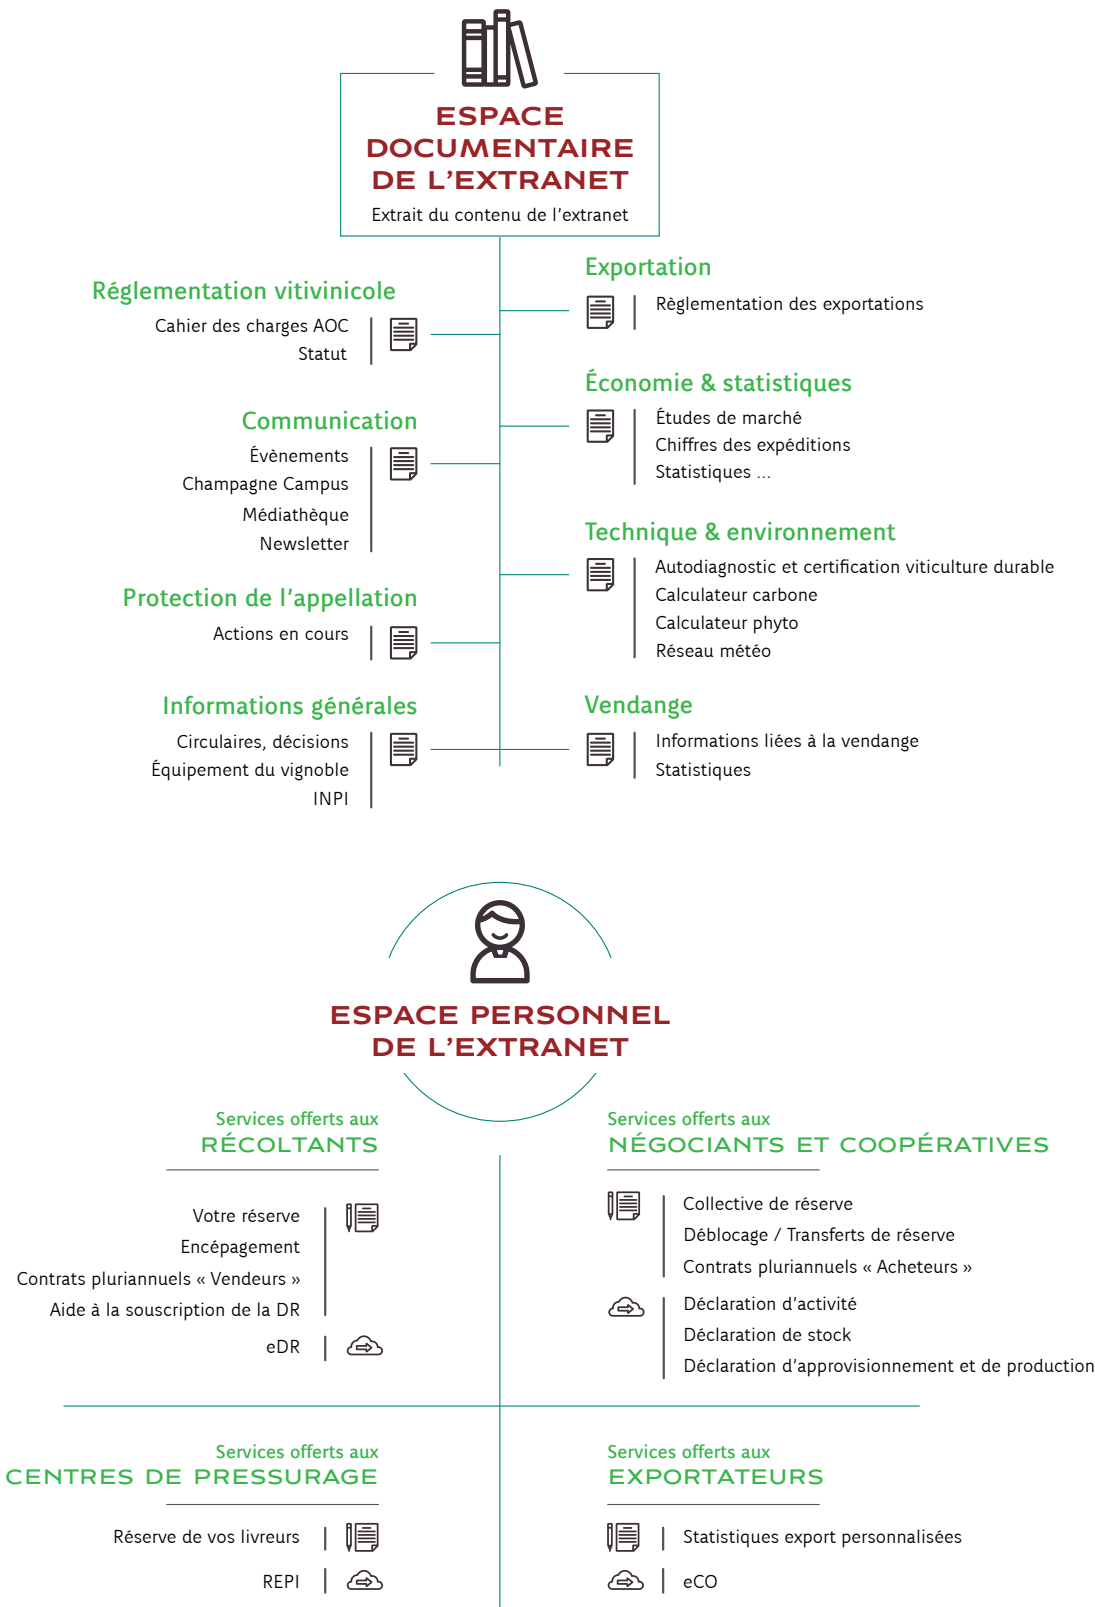 ESPACE
DOCUMENTAIRE
DE L'EXTRANET
Extrait du contenu de l'extranet
Réglementation vitivinicole
Cahier des charges AOC
Statut
Communication
Évènements
Champagne Campus
Médiathèque
Newsletter
Protection de l'appellation
Actions en cours
Informations générales
Circulaires, décisions
Équipement du vignoble
INPI
Exportation
Règlementation des exportations
Économie & statistiques
Études de marché
Chiffres des expéditions
Statistiques ...
Technique & environnement
Autodiagnostic et certification viticulture durable
Calculateur carbone
Calculateur phyto
Réseau météo
Vendange
Informations liées à la vendange
Statistiques
ESPACE PERSONNEL
DE L'EXTRANET
Services offerts aux
RÉCOLTANTS
Votre réserve
Encépagement
Contrats pluriannuels « Vendeurs »
Aide à la souscription de la DR
eDR
Services offerts aux
NÉGOCIANTS ET COOPÉRATIVES
Collective de réserve
Déblocage / Transferts de réserve
Contrats pluriannuels « Acheteurs »
Déclaration d'activité
Déclaration de stock
Déclaration d'approvisionnement et de production
Services offerts aux
CENTRES DE PRESSURAGE
Réserve de vos livreurs
REPI
Services offerts aux
EXPORTATEURS
Statistiques export personnalisées
eCO